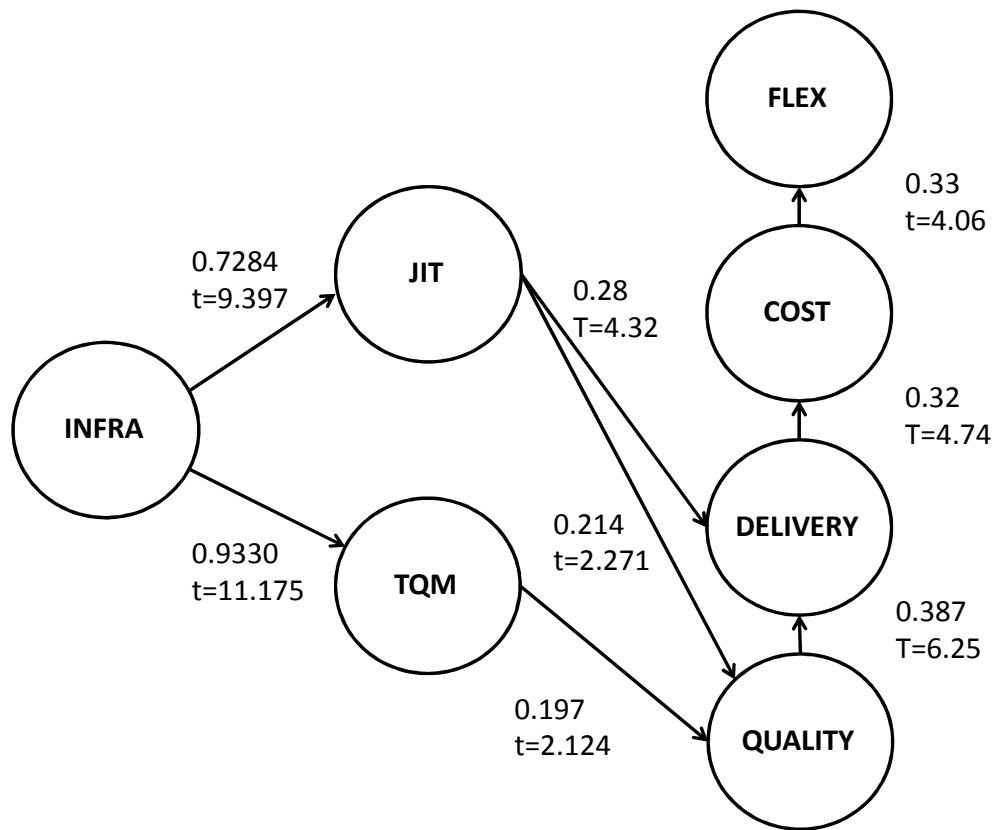 FLEX
0.33
t=4.06
0.7284
t=9.397
JIT
0.28
T=4.32
COST
INFRA
0.32
T=4.74
0.9330
t=11.175
TQM
0.214
t=2.271
DELIVERY
0.387
T=6.25
0.197
t=2.124
QUALITY